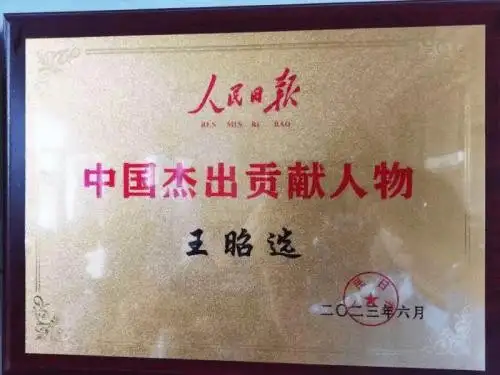 人民日报
REN MIN RI BAO
中国杰出贡献人物
王昭选
二〇二三年六月